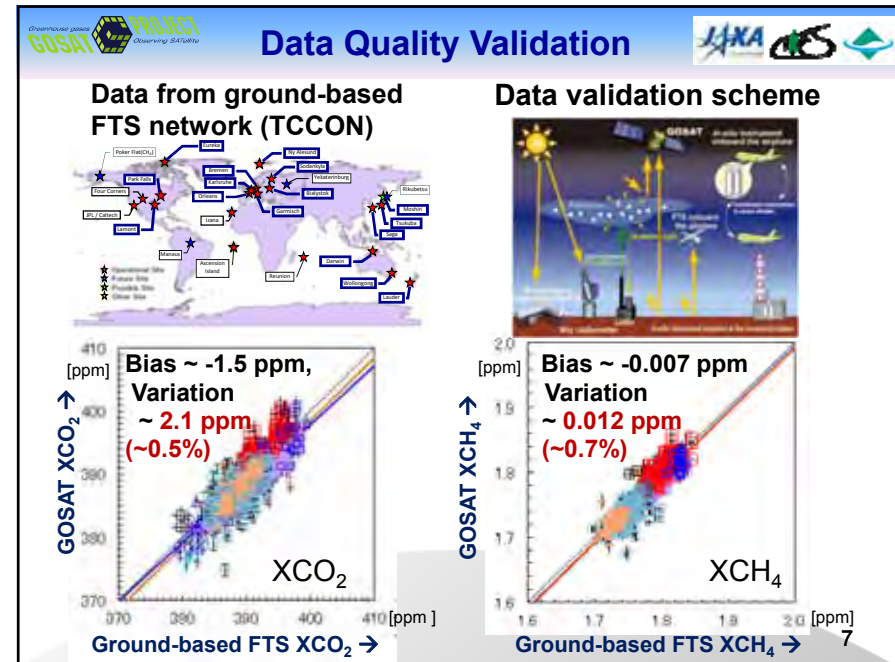 Greenhouse gases
GOSAT
PROJECT
Observing SATellite
Data Quality Validation
JAXA
Data from ground-based
FTS network (TCCON)
Eureka
Ny Alesund
Poker Flat(CH₄)
Bremen
Sodankyla
Park Falls
Karlsruhe
Yekaterinburg
Four Corners
Orleans
Bialystok
Rikubetsu
JPL / Caltech
Izana
Garmisch
Moshiri
Lamont
Tsukuba
Saga
Manaus
Ascension
Island
Reunion
Darwin
Wollongong
Lauder
Operational Site
Future Site
Possible Site
Other Site
Data validation scheme
GOSAT
410
[ppm]
400
390
380
370
Bias ~ -1.5 ppm,
Variation
~ 2.1 ppm
(~0.5%)
GOSAT XCO₂ →
XCO₂
370 380 390 400 410 [ppm ]
Ground-based FTS XCO₂ →
2.0
[ppm]
1.9
1.8
1.7
1.6
Bias ~ -0.007 ppm
Variation
~ 0.012 ppm
(~0.7%)
GOSAT XCH₄ →
XCH₄
1.6 1.7 1.8 1.9 2.0 [ppm]
Ground-based FTS XCH₄ →
7